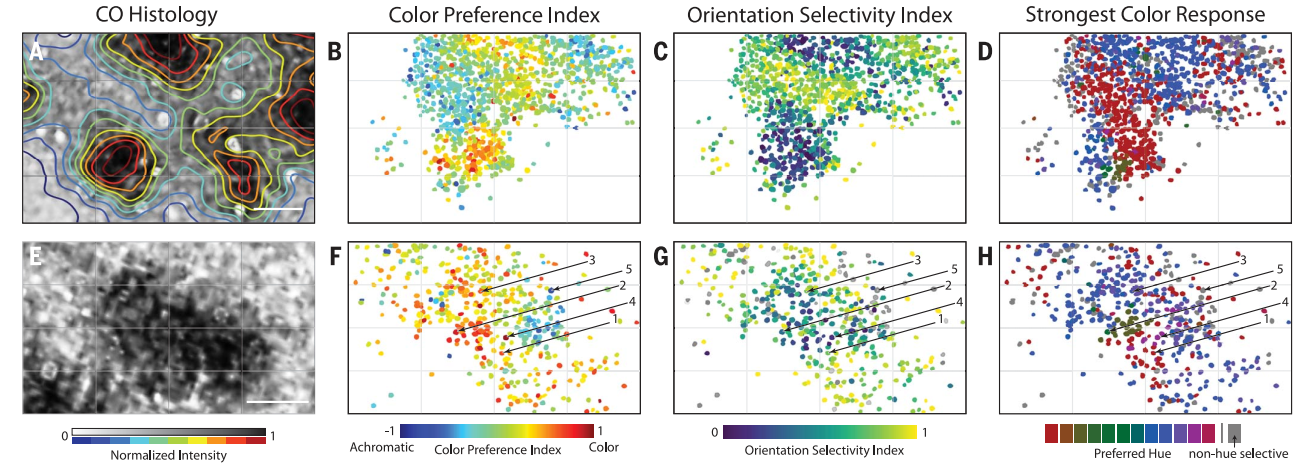 CO Histology
Color Preference Index
Orientation Selectivity Index
Strongest Color Response
A
B
C
D
E
F
3
5
2
4
1
G
3
5
2
4
1
H
3
5
2
4
1
0
1
Normalized Intensity
-1
1
Achromatic
Color Preference Index
Color
0
1
Orientation Selectivity Index
Preferred Hue
non-hue selective